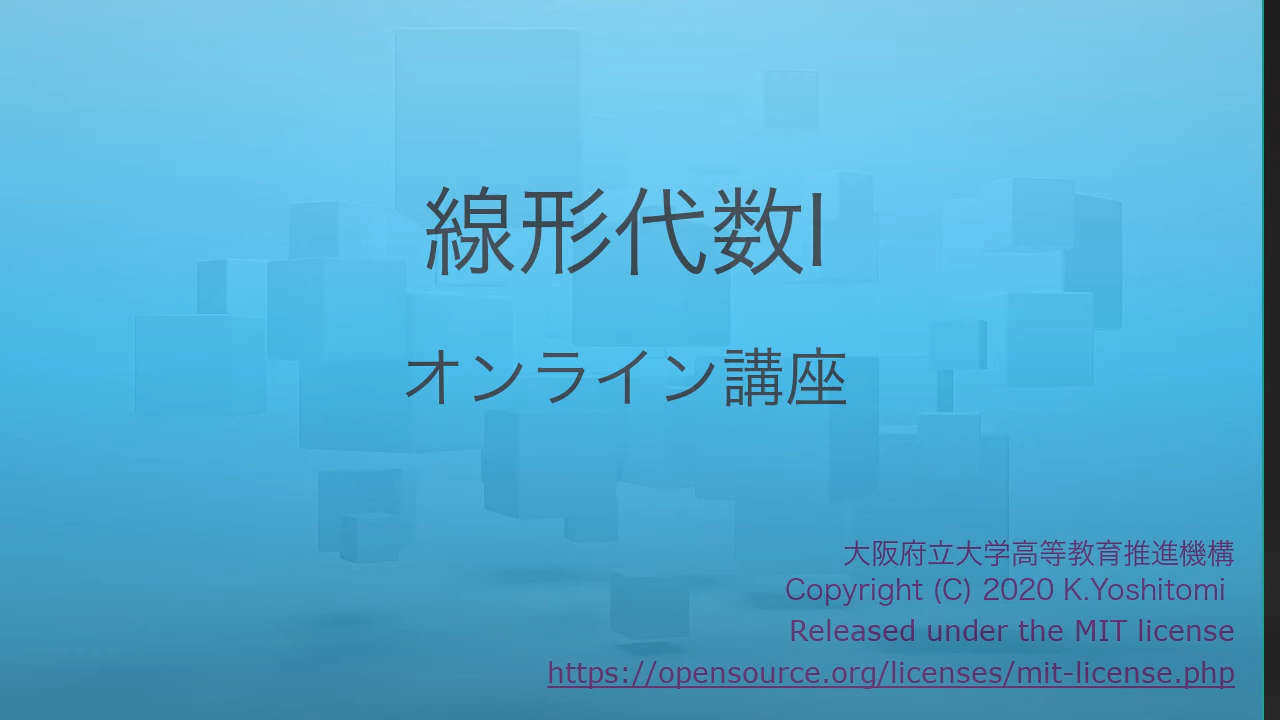 線形代数I
オンライン講座
大阪府立大学高等教育推進機構
Copyright (C) 2020 K.Yoshitomi
Released under the MIT license
https://opensource.org/licenses/mit-license.php